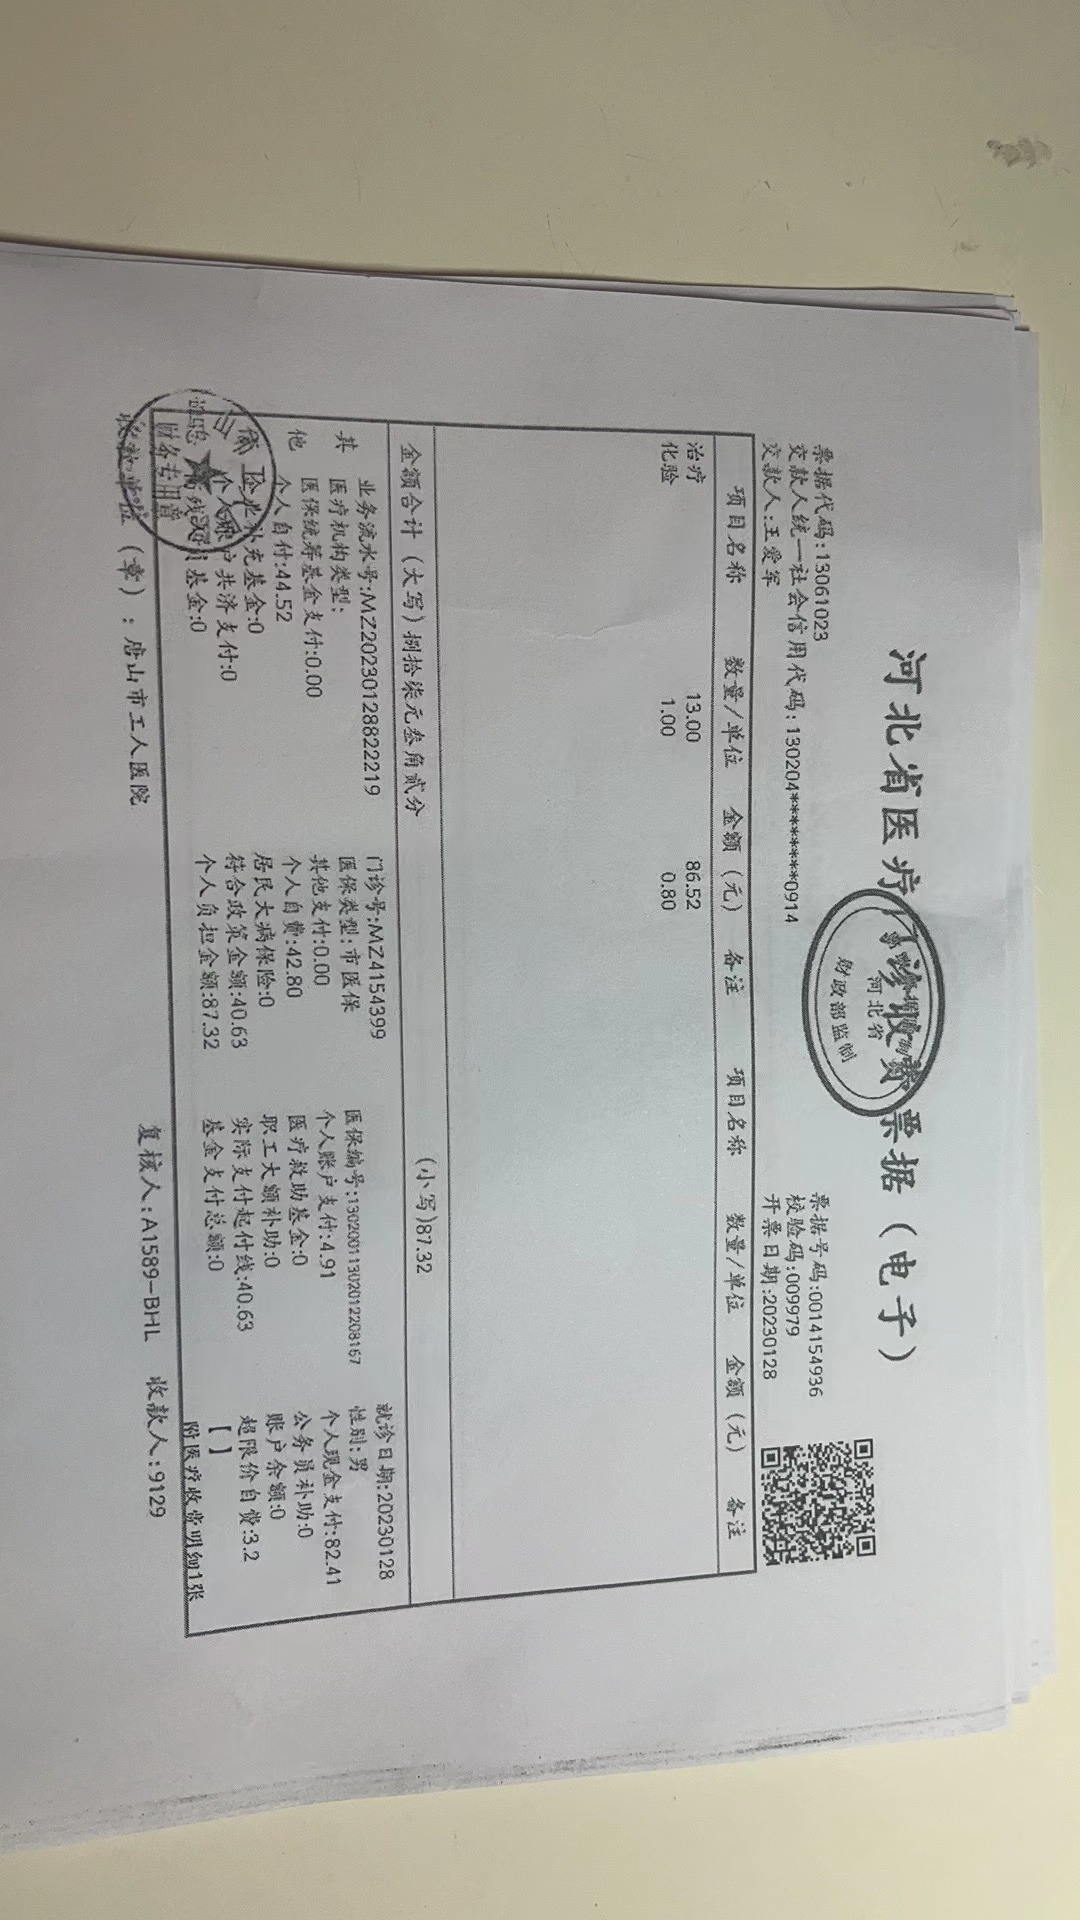 河北省医疗门诊收费票据（电子）
河北省
财政部监制
票据代码:13061023
票据号码:0014154936
交款人统一社会信用代码:130204********0914
校验码:009979
交款人:王爱军
开票日期:20230128
项目名称 数量/单位 金额（元） 备注 项目名称 数量/单位 金额（元） 备注
治疗 13.00 86.52
化验 1.00 0.80
金额合计（大写）捌拾柒元叁角贰分 (小写)87.32
其他
业务流水号:MZ20230128822219 门诊号:MZ4154399 就诊日期:20230128
医疗机构类型: 医保类型:市医保 医保编号:13020011302012208167 性别:男
医保统筹基金支付:0.00 其他支付:0.00 个人账户支付:4.91 个人现金支付:82.41
个人自付:44.52 个人自费:42.80 医疗救助基金:0 公务员补助:0
企业补充基金:0 居民大病保险:0 职工大额补助:0 账户余额:0
个人账户共济支付:0 符合政策金额:40.63 实际支付起付线:40.63 超限价自费:3.2
伤残人员基金:0 个人负担金额:87.32 基金支付总额:0 【】
附医疗收费明细1张
财务专用章
收款单位（章）:唐山市工人医院 复核人:A1589-BHL 收款人:9129